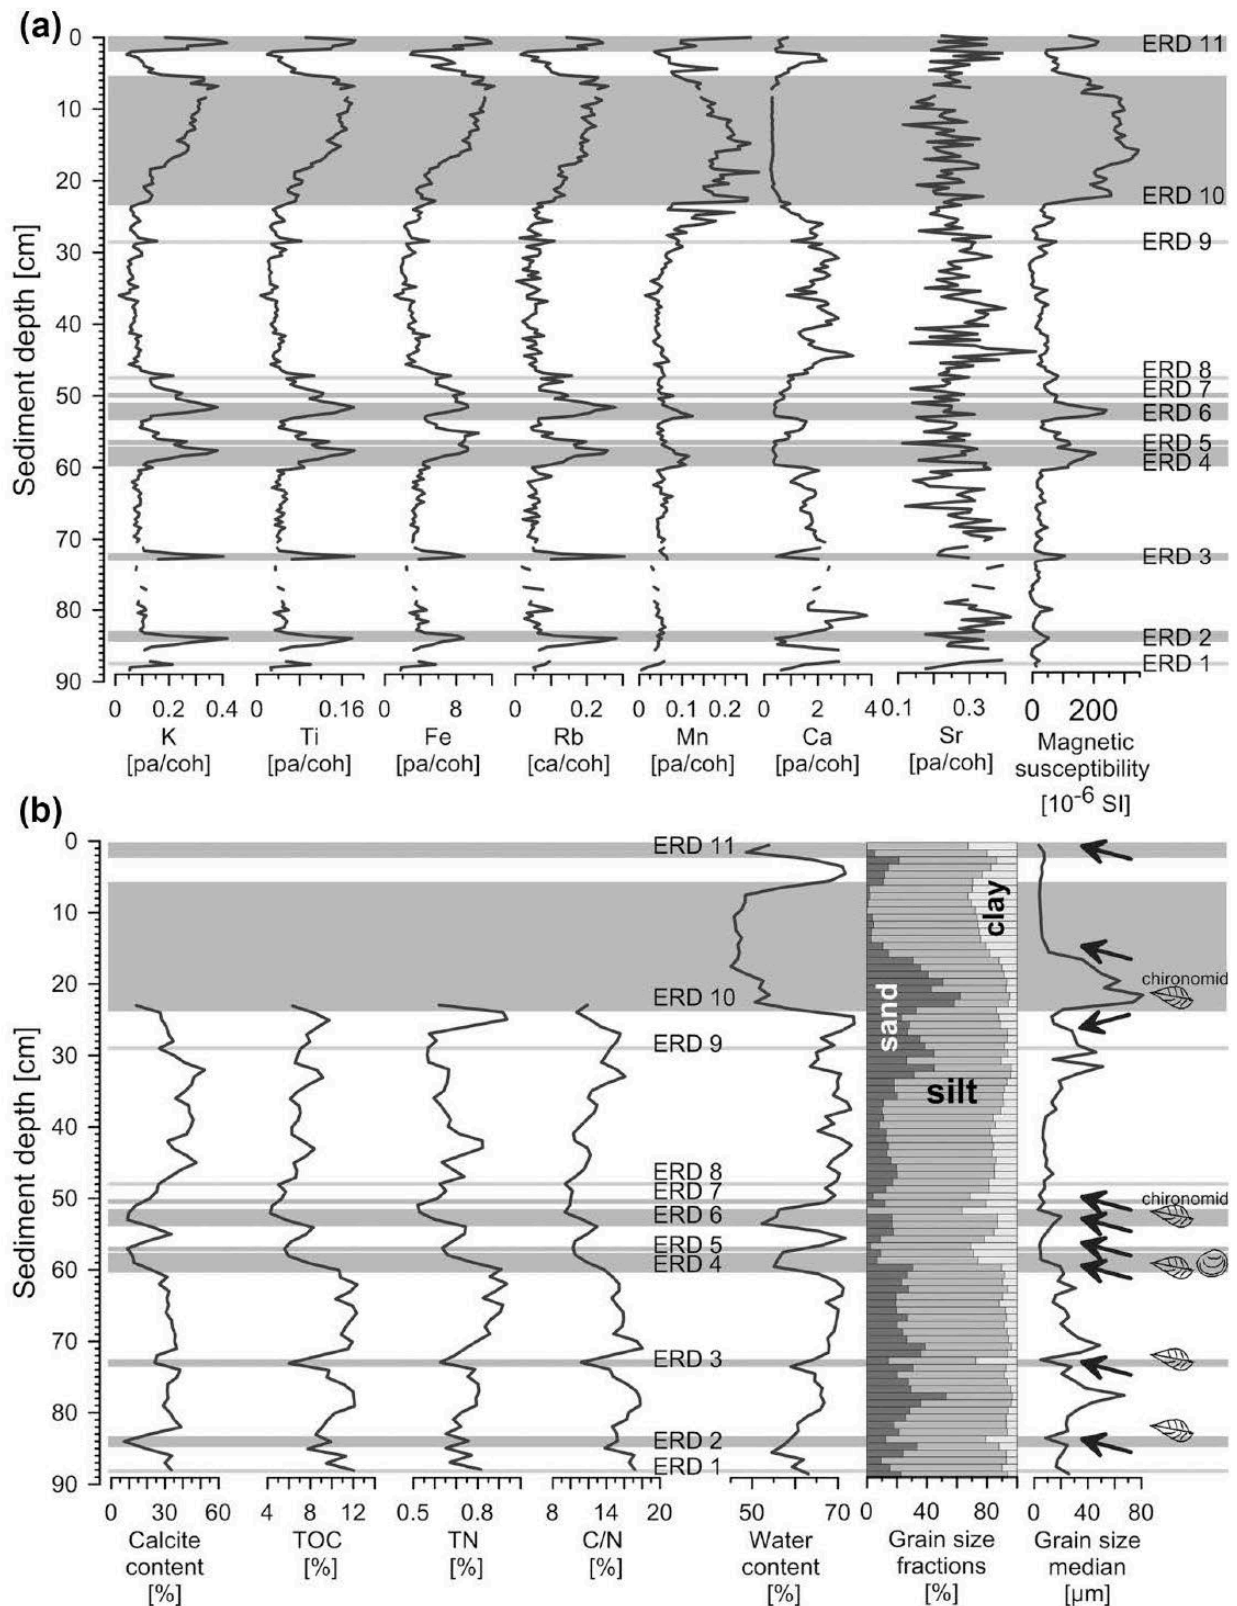 (a)
0
10
20
30
40
50
60
70
80
90
Sediment depth [cm]
ERD 11
ERD 10
ERD 9
ERD 8
ERD 7
ERD 6
ERD 5
ERD 4
ERD 3
ERD 2
ERD 1
0 0.2 0.4
K
[pa/coh]
0 0.16
Ti
[pa/coh]
0 8
Fe
[pa/coh]
0 0.2
Rb
[ca/coh]
0 0.1 0.2
Mn
[pa/coh]
0 2 4
Ca
[pa/coh]
0.1 0.3
Sr
[pa/coh]
0 200
Magnetic
susceptibility
[10-6 SI]
(b)
0
10
20
30
40
50
60
70
80
90
Sediment depth [cm]
ERD 11
ERD 10
ERD 9
ERD 8
ERD 7
ERD 6
ERD 5
ERD 4
ERD 3
ERD 2
ERD 1
sand
silt
clay
chironomid
chironomid
0 30 60
Calcite
content
[%]
4 8 12
TOC
[%]
0.5 0.8
TN
[%]
8 14 20
C/N
[%]
50 70
Water
content
[%]
0 40 80
Grain size
fractions
[%]
0 40 80
Grain size
median
[µm]